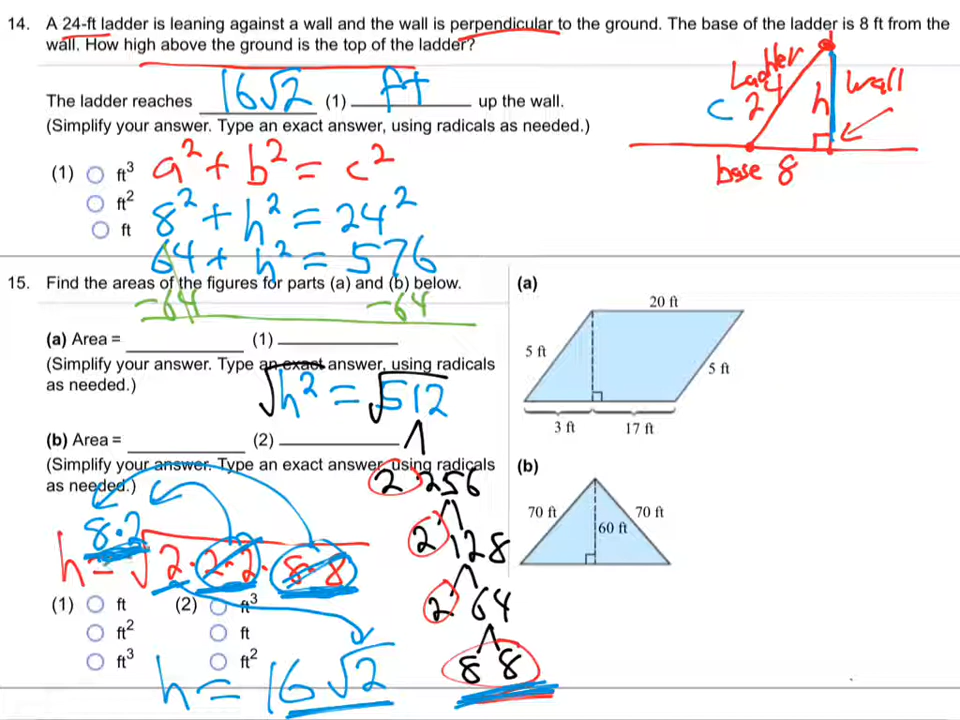 14. A 24-ft ladder is leaning against a wall and the wall is perpendicular to the ground. The base of the ladder is 8 ft from the
wall. How high above the ground is the top of the ladder?
Ladder
wall
c 24
h
base 8
The ladder reaches 16√2 (1) ft up the wall.
(Simplify your answer. Type an exact answer, using radicals as needed.)
(1) ft³
ft²
ft
a² + b² = c²
8² + h² = 24²
64 + h² = 576
-64 -64
15. Find the areas of the figures for parts (a) and (b) below.
(a) Area = ________ (1) ________
(Simplify your answer. Type an exact answer, using radicals
as needed.)
√h² = √512
(b) Area = ________ (2) ________
(Simplify your answer. Type an exact answer, using radicals
as needed.)
2 256
2 128
2 64
8 8
8·2
h = √2·2·2·8·8
(1) ft
ft²
ft³
(2) ft³
ft
ft²
h = 16√2
(a)
20 ft
5 ft
5 ft
3 ft
17 ft
(b)
70 ft
70 ft
60 ft